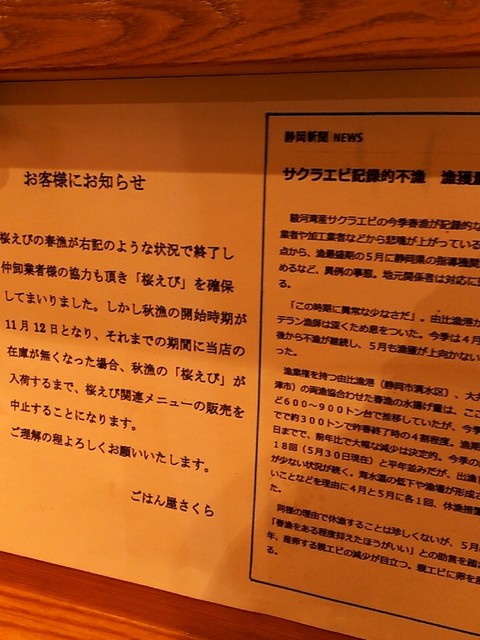 お客様にお知らせ
桜えびの春漁が右記のような状況で終了し
仲卸業者様の協力も頂き「桜えび」を確保
してまいりました。しかし秋漁の開始時期が
11月12日となり、それまでの期間に当店の
在庫が無くなった場合、秋漁の「桜えび」が
入荷するまで、桜えび関連メニューの販売を
中止することになります。
ご理解の程よろしくお願いいたします。
ごはん屋さくら
静岡新聞 NEWS
サクラエビ記録的不漁 漁獲量
駿河湾産サクラエビの今季春漁が記録的な
業者や加工業者などから悲鳴が上がっている
点から、漁最盛期の5月に静岡県の指導機関
めるなど、異例の事態。地元関係者は対応に
る。
「この時期に異常な少なさだ」。由比漁港か
テラン漁師は深くため息をついた。今季は4月
後から不漁が継続し、5月も漁獲が上向かない
った。
漁業権を持つ由比漁港（静岡市清水区）、大井
津市）の両漁協合わせた春漁の水揚げ量は、ここ
ど600～900トン台で推移していたが、今季
でで約300トンで昨春終了時の4割程度。漁期
日までで、前年比で大幅な減少は決定的。今季の
18回（5月30日現在）と平年並みだが、出漁
が少ない状況が続く。海水温の低下や漁場が形成さ
いことなどを理由に4月と5月に各1回、休漁措置
た。
同様の理由で休漁することは珍しくないが、5月
「春漁をある程度抑えたほうがいい」との助言を踏
年、産卵する親エビの減少が目立つ。親エビに卵を産
る。